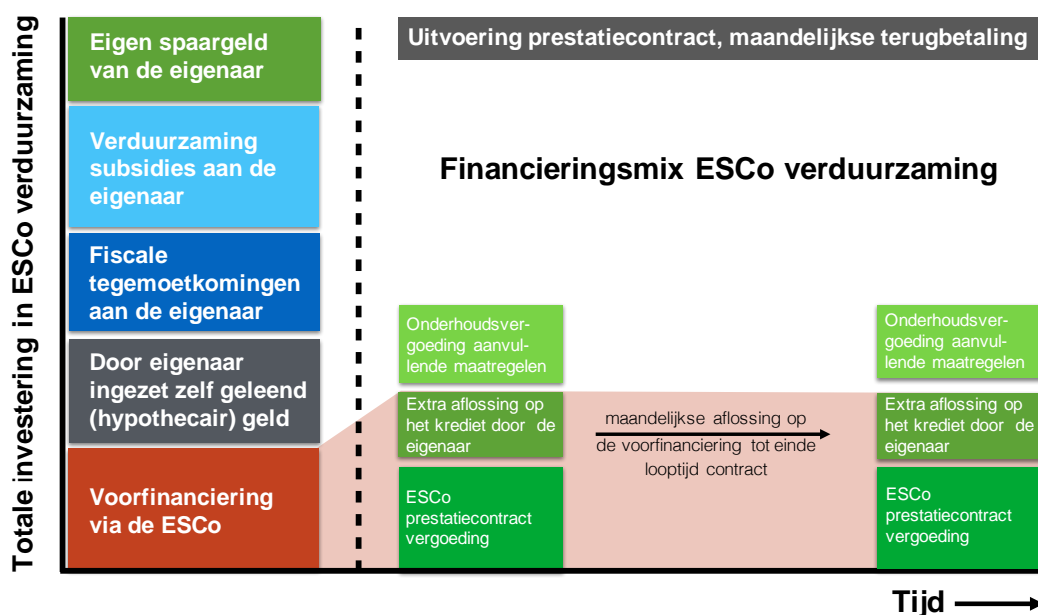 Totale investering in ESCo verduurzaming
Eigen spaargeld
van de eigenaar
Verduurzaming
subsidies aan de
eigenaar
Fiscale
tegemoetkomingen
aan de eigenaar
Door eigenaar
ingezet zelf geleend
(hypothecair) geld
Voorfinanciering
via de ESCo
Uitvoering prestatiecontract, maandelijkse terugbetaling
Financieringsmix ESCo verduurzaming
Onderhoudsver-
goeding aanvul-
lende maatregelen
Extra aflossing op
het krediet door de
eigenaar
ESCo
prestatiecontract
vergoeding
maandelijkse aflossing op
de voorfinanciering tot einde
looptijd contract
Onderhoudsver-
goeding aanvul-
lende maatregelen
Extra aflossing op
het krediet door de
eigenaar
ESCo
prestatiecontract
vergoeding
Tijd